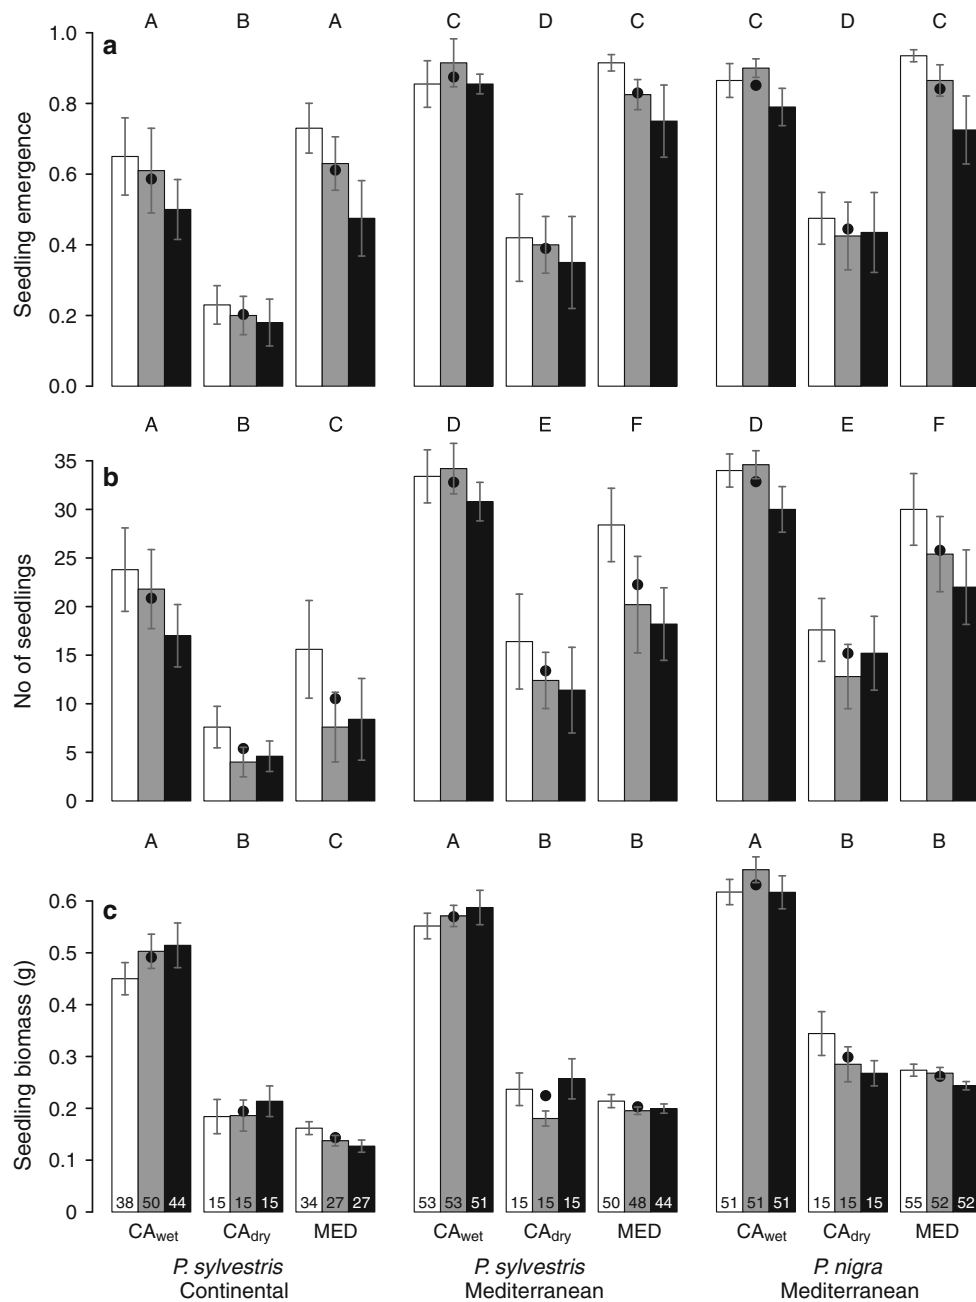 A B A C D C C D C
a
1.0
0.8
0.6
0.4
0.2
0.0
Seedling emergence
A B C D E F D E F
b
35
30
25
20
15
10
5
0
No of seedlings
A B C A B B A B B
c
0.6
0.5
0.4
0.3
0.2
0.1
0
Seedling biomass (g)
38 50 44 15 15 15 34 27 27 53 53 51 15 15 15 50 48 44 51 51 51 15 15 15 55 52 52
CAwet CAdry MED CAwet CAdry MED CAwet CAdry MED
P. sylvestris P. sylvestris P. nigra
Continental Mediterranean Mediterranean